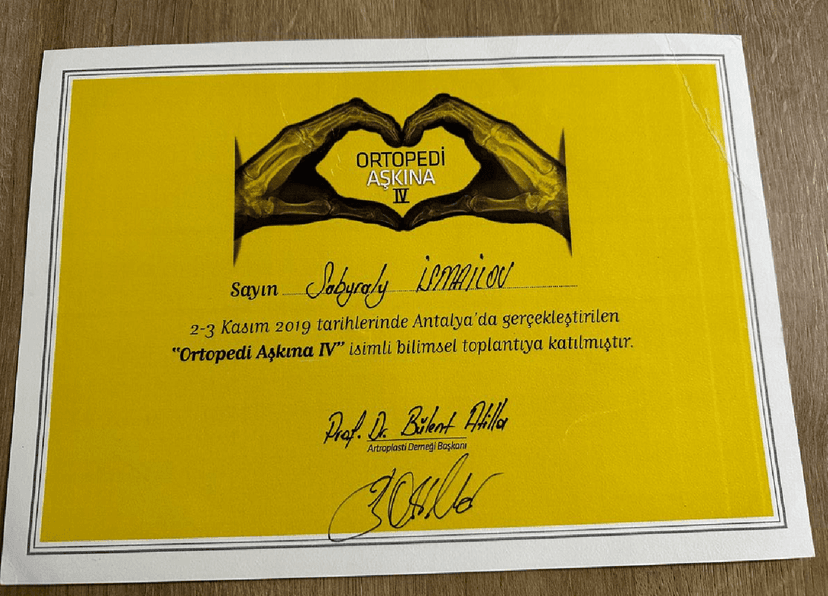 ORTOPEDİ
AŞKINA
IV
Sayın Sabyraly İSMAİLOV
2-3 Kasım 2019 tarihlerinde Antalya'da gerçekleştirilen
"Ortopedi Aşkına IV" isimli bilimsel toplantıya katılmıştır.
Prof. Dr. Bülent Atilla
Artroplasti Derneği Başkanı